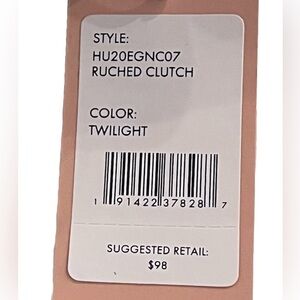 STYLE:
HU20EGNC07
RUCHED CLUTCH
COLOR:
TWILIGHT
1 91422 37828 7
SUGGESTED RETAIL:
$98